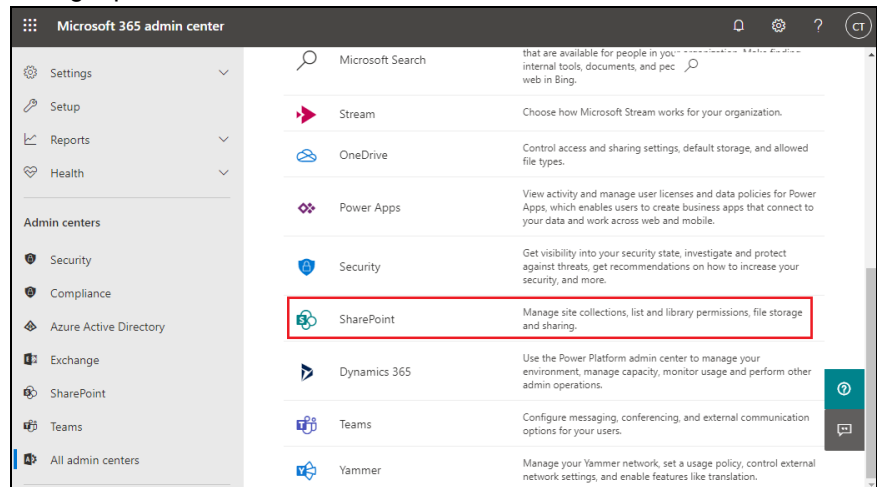 Microsoft 365 admin center
?
CT
Settings
Setup
Reports
Health
Admin centers
Security
Compliance
Azure Active Directory
Exchange
SharePoint
Teams
All admin centers
Microsoft Search
that are available for people in your
internal tools, documents, and
web in Bing.
Stream
Choose how Microsoft Stream works for your organization.
OneDrive
Control access and sharing settings, default storage, and allowed
file types.
Power Apps
View activity and manage user licenses and data policies for Power
Apps, which enables users to create business apps that connect to
your data and work across web and mobile.
Security
Get visibility into your security state, investigate and protect
against threats, get recommendations on how to increase your
security, and more.
SharePoint
Manage site collections, list and library permissions, file storage
and sharing.
Dynamics 365
Use the Power Platform admin center to manage your
environment, manage capacity, monitor usage and perform other
admin operations.
Teams
Configure messaging, conferencing, and external communication
options for your users.
Yammer
Manage your Yammer network, set a usage policy, control external
network settings, and enable features like translation.